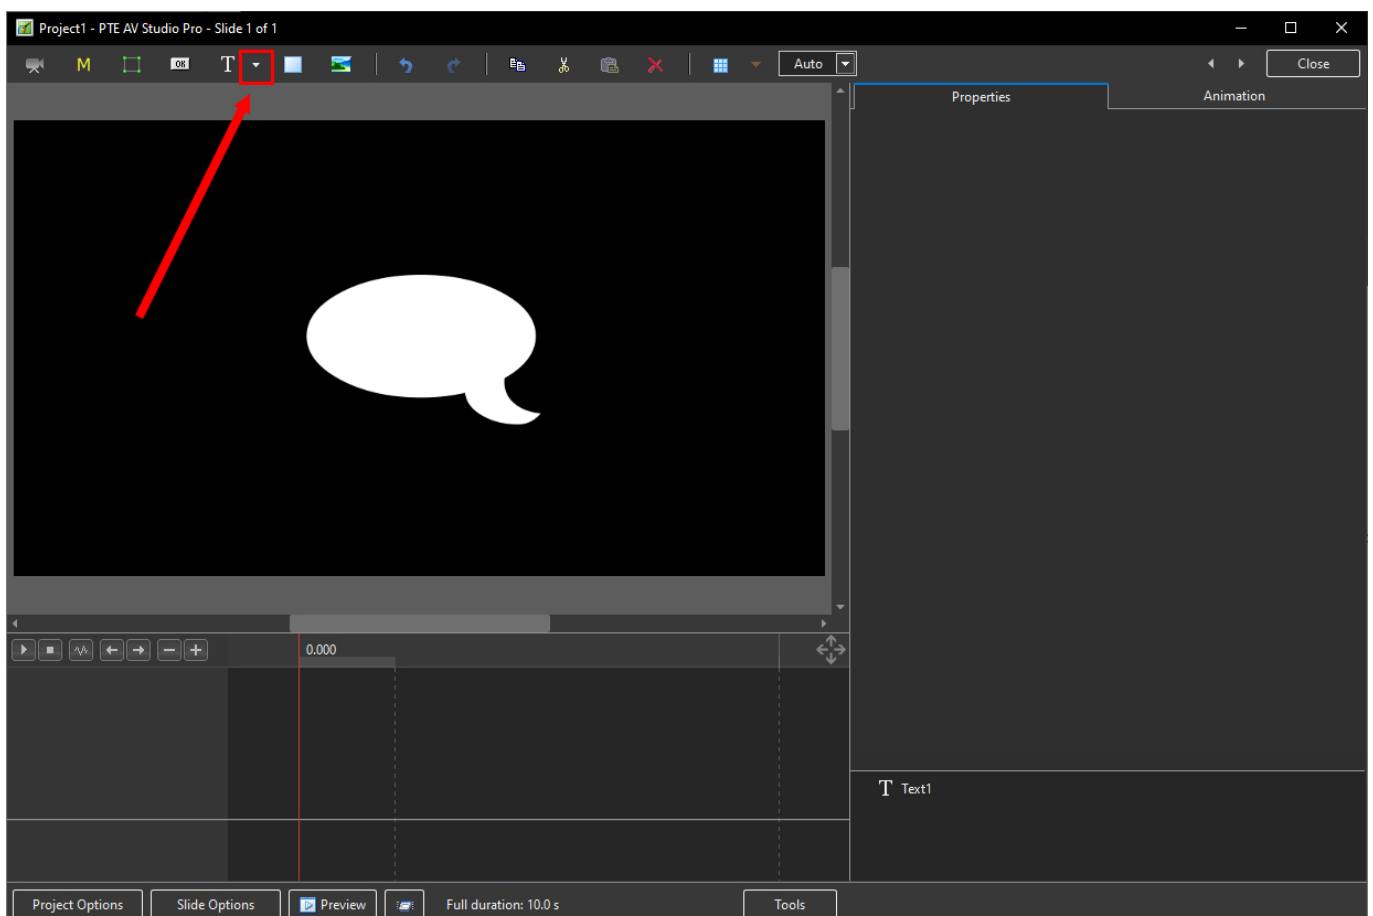 Project1 - PTE AV Studio Pro - Slide 1 of 1
M OK T Auto Close
Properties Animation
0.000
T Text1
Project Options Slide Options Preview Full duration: 10.0 s Tools